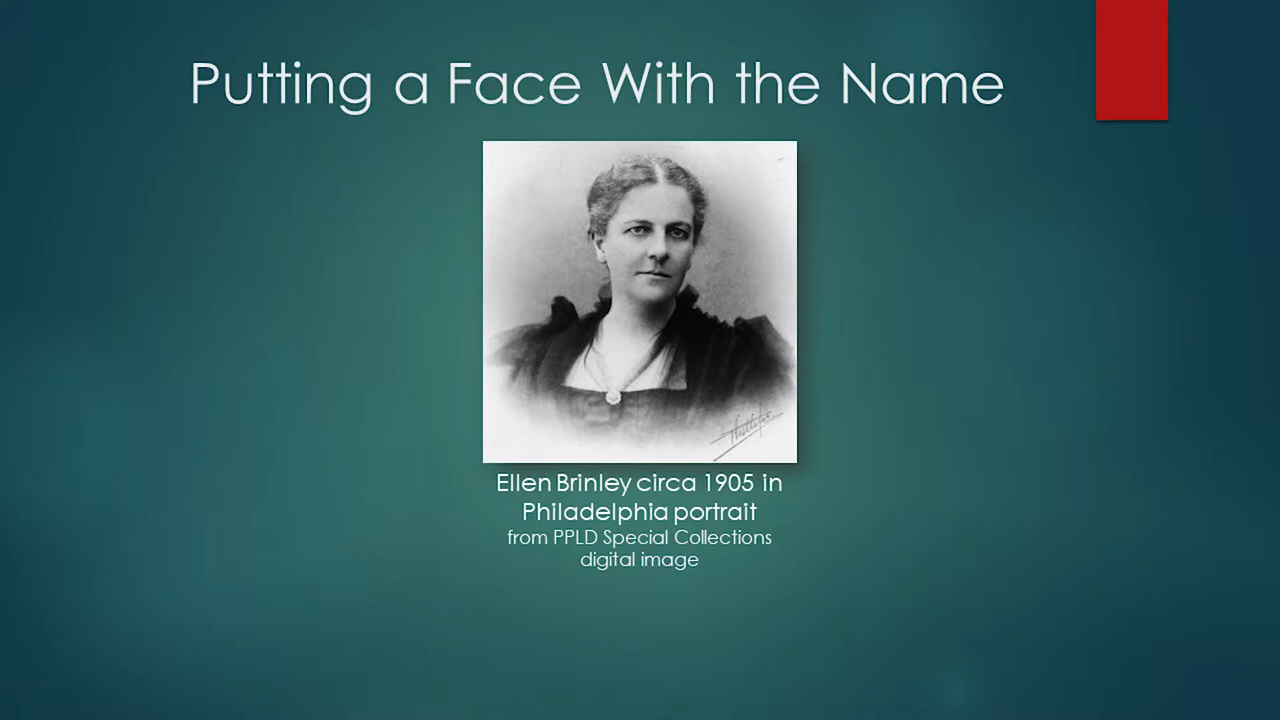 Putting a Face With the Name
Ellen Brinley circa 1905 in
Philadelphia portrait
from PPLD Special Collections
digital image